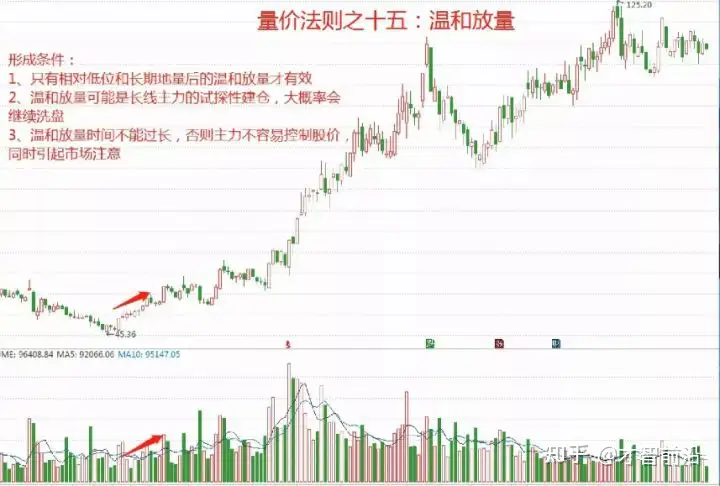 量价法则之十五：温和放量
125.20
形成条件：
1、只有相对低位和长期地量后的温和放量才有效
2、温和放量可能是长线主力的试探性建仓，大概率会
继续洗盘
3、温和放量时间不能过长，否则主力不容易控制股价，
同时引起市场注意
45.36
UME: 96408.84 MA5: 92066.06 MA10: 95147.05
知乎 @才智前沿